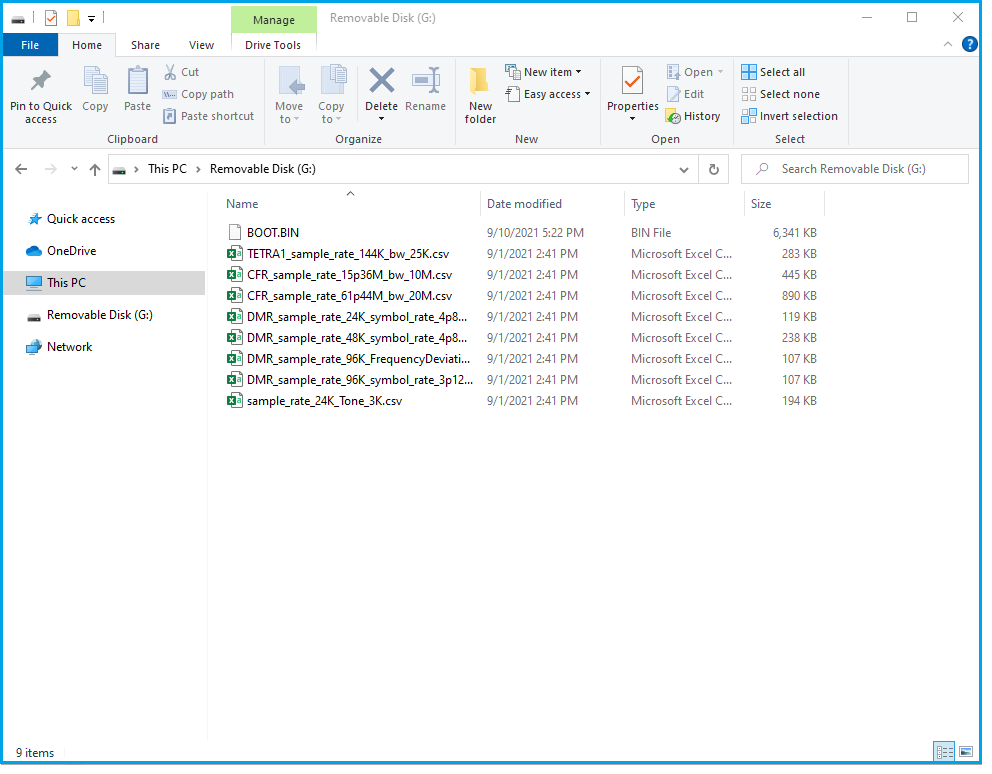 Manage
Removable Disk (G:)
File
Home
Share
View
Drive Tools
?
Pin to Quick
access
Copy
Paste
Cut
Copy path
Paste shortcut
Clipboard
Move
to
Copy
to
Delete
Rename
Organize
New
folder
New item
Easy access
New
Properties
Open
Edit
History
Open
Select all
Select none
Invert selection
Select
This PC
Removable Disk (G:)
Search Removable Disk (G:)
Quick access
OneDrive
This PC
Removable Disk (G:)
Network
Name Date modified Type Size
BOOT.BIN 9/10/2021 5:22 PM BIN File 6,341 KB
TETRA1_sample_rate_144K_bw_25K.csv 9/1/2021 2:41 PM Microsoft Excel C... 283 KB
CFR_sample_rate_15p36M_bw_10M.csv 9/1/2021 2:41 PM Microsoft Excel C... 445 KB
CFR_sample_rate_61p44M_bw_20M.csv 9/1/2021 2:41 PM Microsoft Excel C... 890 KB
DMR_sample_rate_24K_symbol_rate_4p8... 9/1/2021 2:41 PM Microsoft Excel C... 119 KB
DMR_sample_rate_48K_symbol_rate_4p8... 9/1/2021 2:41 PM Microsoft Excel C... 238 KB
DMR_sample_rate_96K_FrequencyDeviati... 9/1/2021 2:41 PM Microsoft Excel C... 107 KB
DMR_sample_rate_96K_symbol_rate_3p12... 9/1/2021 2:41 PM Microsoft Excel C... 107 KB
sample_rate_24K_Tone_3K.csv 9/1/2021 2:41 PM Microsoft Excel C... 194 KB
9 items